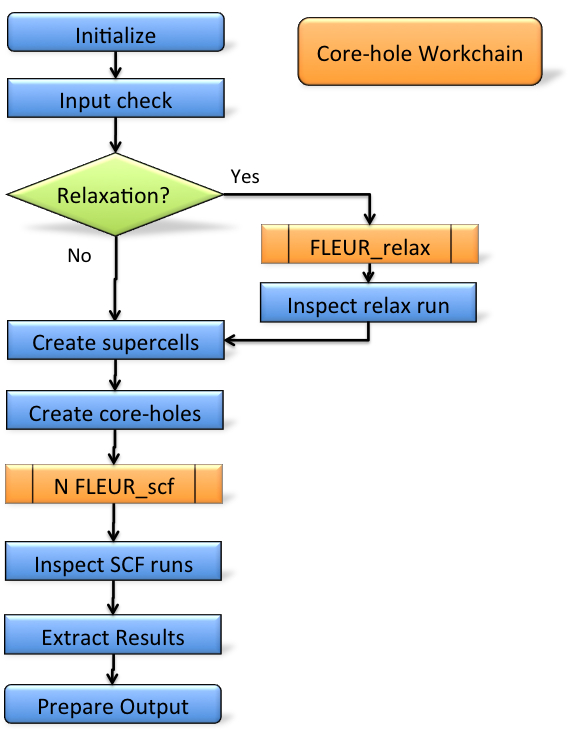 Initialize
Core-hole Workchain
Input check
Relaxation?
Yes
No
FLEUR_relax
Inspect relax run
Create supercells
Create core-holes
N FLEUR_scf
Inspect SCF runs
Extract Results
Prepare Output